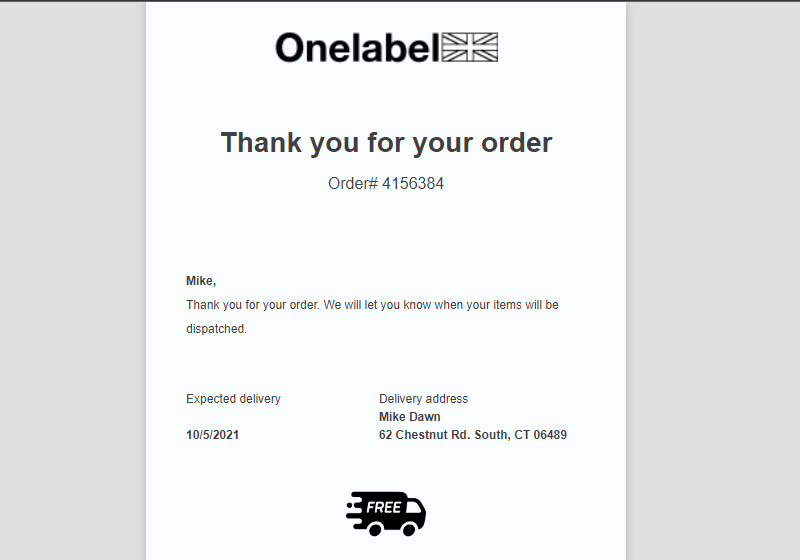 Onelabel
Thank you for your order
Order# 4156384
Mike,
Thank you for your order. We will let you know when your items will be
dispatched.
Expected delivery
10/5/2021
Delivery address
Mike Dawn
62 Chestnut Rd. South, CT 06489
FREE